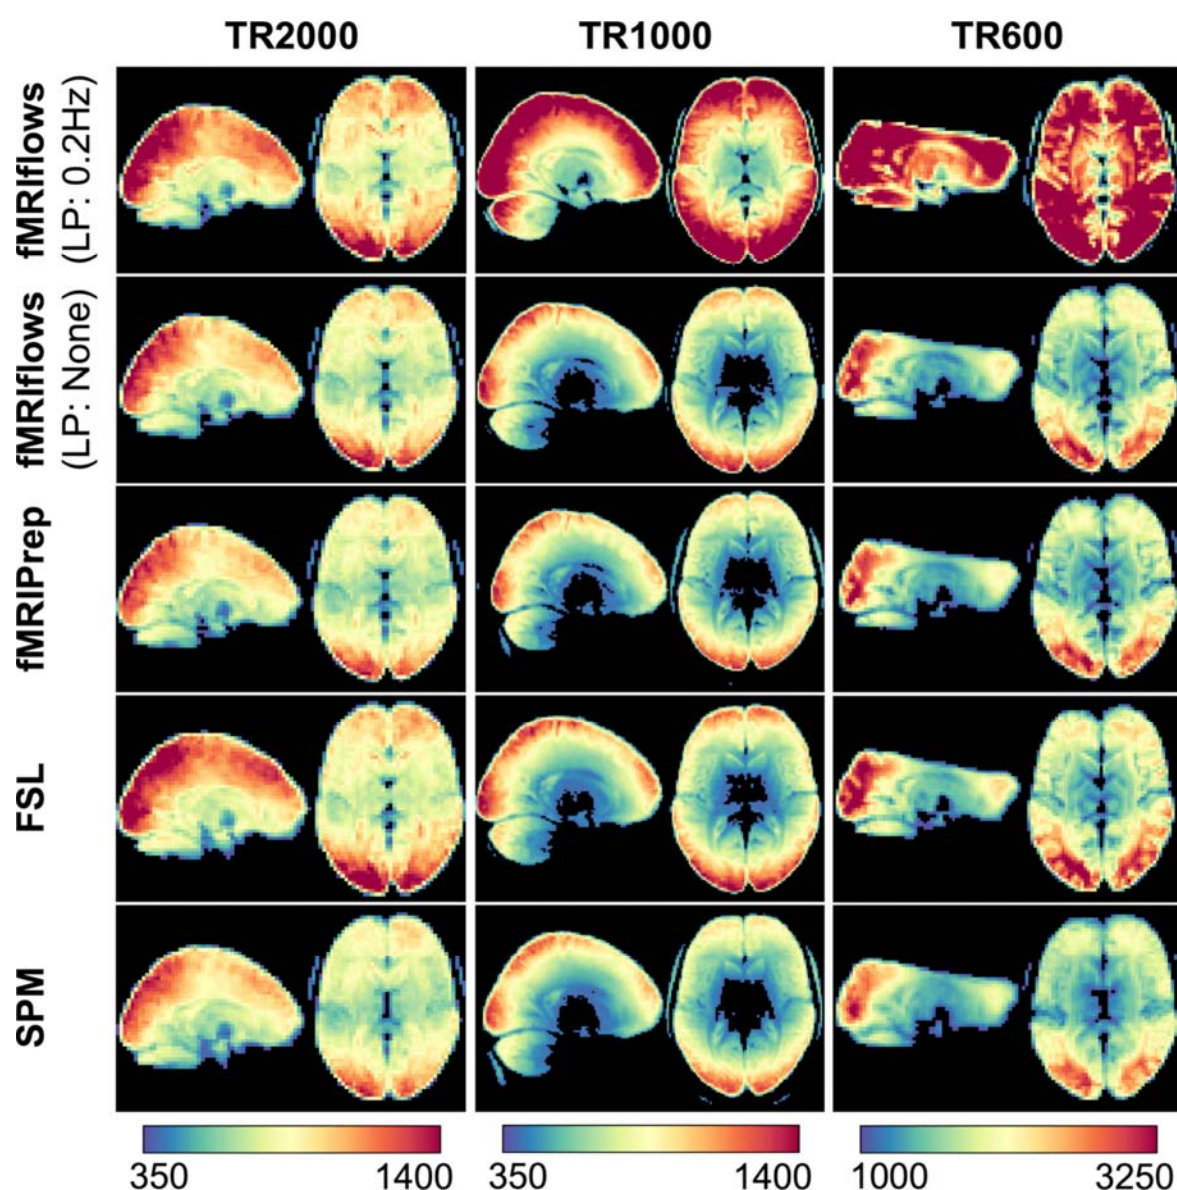 TR2000 TR1000 TR600
fMRIflows
(LP: 0.2Hz)
fMRIflows
(LP: None)
fMRIPrep
FSL
SPM
350 1400 350 1400 1000 3250